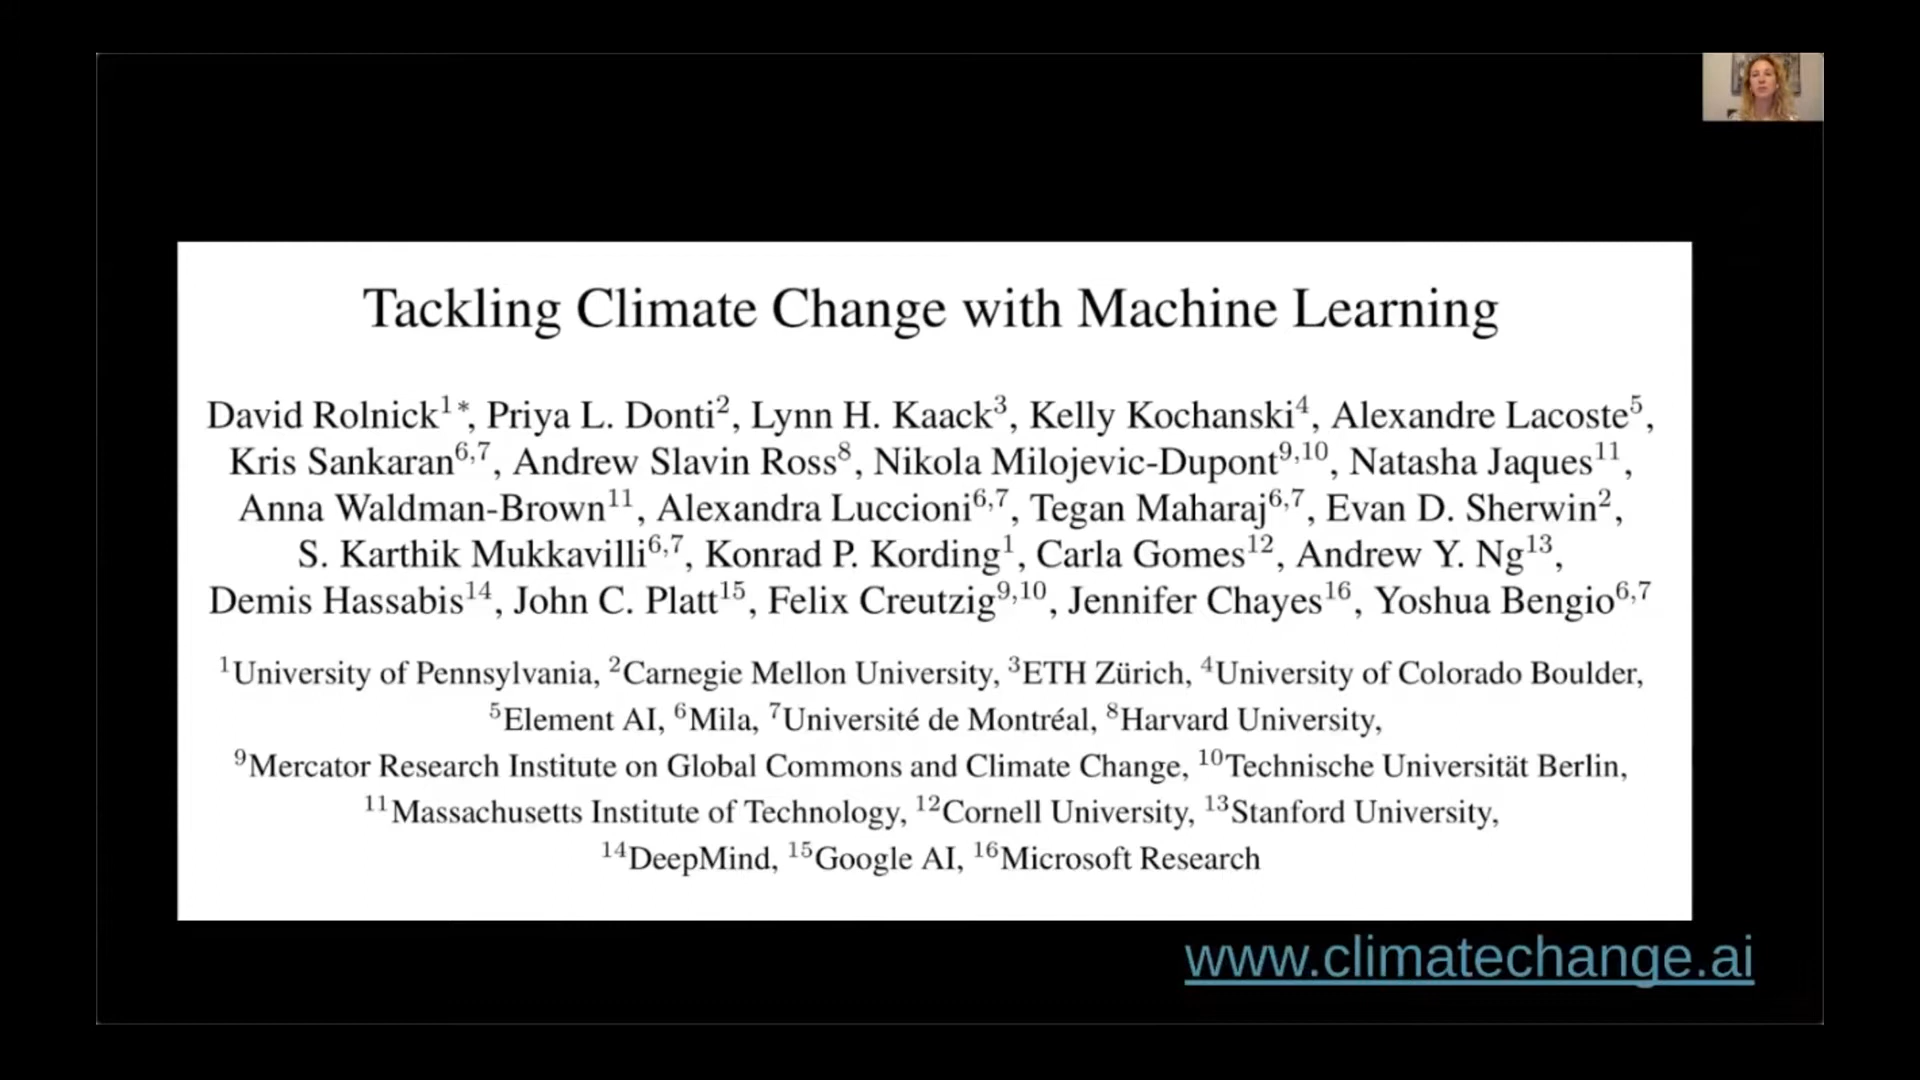 Tackling Climate Change with Machine Learning
David Rolnick¹*, Priya L. Donti², Lynn H. Kaack³, Kelly Kochanski⁴, Alexandre Lacoste⁵,
Kris Sankaran⁶,⁷, Andrew Slavin Ross⁸, Nikola Milojevic-Dupont⁹,¹⁰, Natasha Jaques¹¹,
Anna Waldman-Brown¹¹, Alexandra Luccioni⁶,⁷, Tegan Maharaj⁶,⁷, Evan D. Sherwin²,
S. Karthik Mukkavilli⁶,⁷, Konrad P. Kording¹, Carla Gomes¹², Andrew Y. Ng¹³,
Demis Hassabis¹⁴, John C. Platt¹⁵, Felix Creutzig⁹,¹⁰, Jennifer Chayes¹⁶, Yoshua Bengio⁶,⁷
¹University of Pennsylvania, ²Carnegie Mellon University, ³ETH Zürich, ⁴University of Colorado Boulder,
⁵Element AI, ⁶Mila, ⁷Université de Montréal, ⁸Harvard University,
⁹Mercator Research Institute on Global Commons and Climate Change, ¹⁰Technische Universität Berlin,
¹¹Massachusetts Institute of Technology, ¹²Cornell University, ¹³Stanford University,
¹⁴DeepMind, ¹⁵Google AI, ¹⁶Microsoft Research
www.climatechange.ai